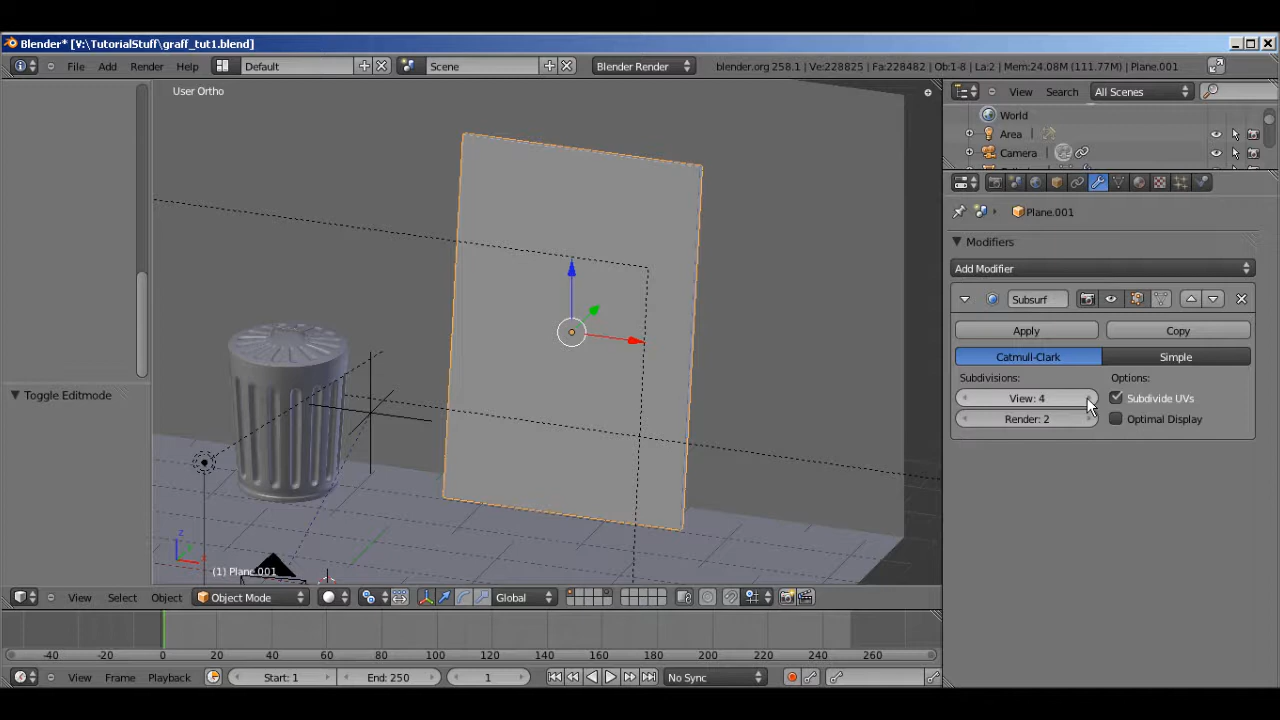 Blender* [V:\TutorialStuff\graff_tut1.blend]
File Add Render Help Default Scene Blender Render blender.org 258.1 | Ve:228825 | Fa:228482 | Ob:1-8 | La:2 | Mem:24.08M (111.77M) | Plane.001
User Ortho
View Search All Scenes
World
Area
Camera
Plane.001
Modifiers
Add Modifier
Subsurf
Apply Copy
Catmull-Clark Simple
Subdivisions: Options:
View: 4 Subdivide UVs
Render: 2 Optimal Display
Toggle Editmode
z
x
(1) Plane.001
View Select Object Object Mode Global
-40 -20 0 20 40 60 80 100 120 140 160 180 200 220 240 260
View Frame Playback Start: 1 End: 250 1 No Sync